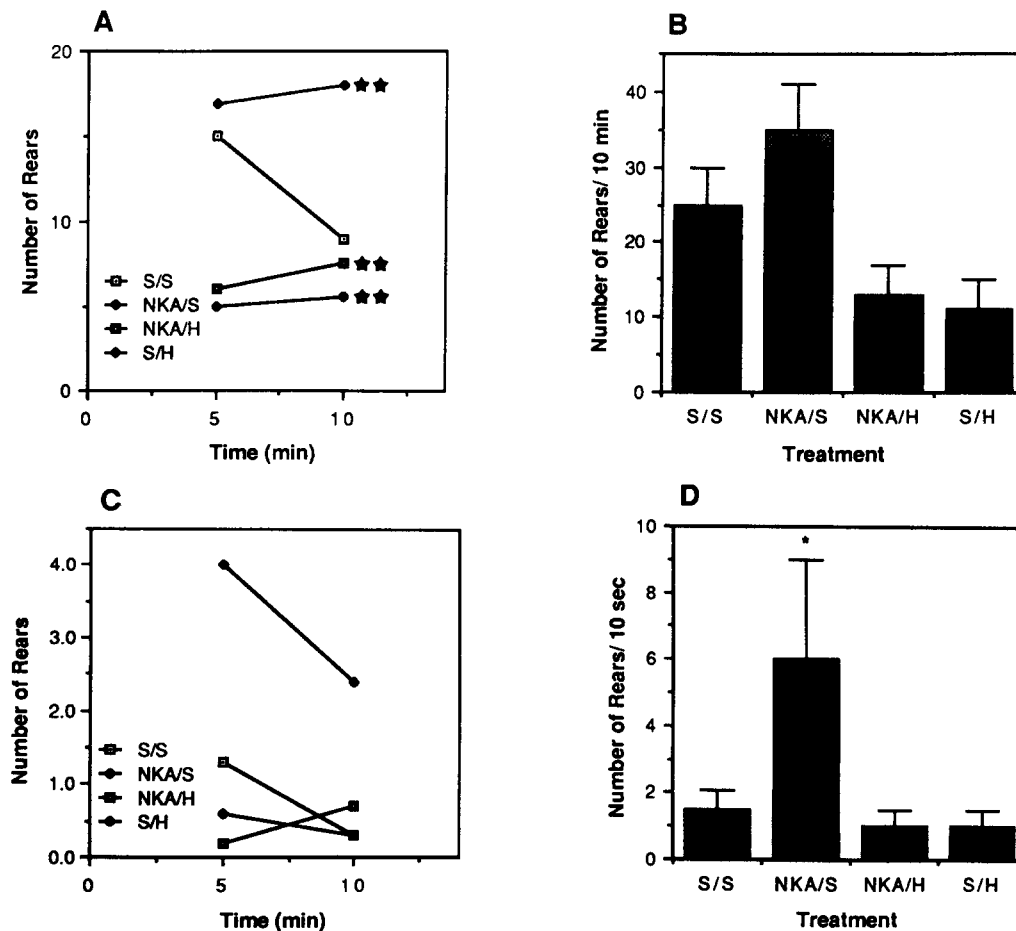 A
Number of Rears
20
10
0
0
5
10
Time (min)
S/S
NKA/S
NKA/H
S/H
★★
★★
★★
B
Number of Rears/ 10 min
40
30
20
10
0
S/S
NKA/S
NKA/H
S/H
Treatment
C
Number of Rears
4.0
3.0
2.0
1.0
0.0
0
5
10
Time (min)
S/S
NKA/S
NKA/H
S/H
D
Number of Rears/ 10 sec
10
8
6
4
2
0
*
S/S
NKA/S
NKA/H
S/H
Treatment